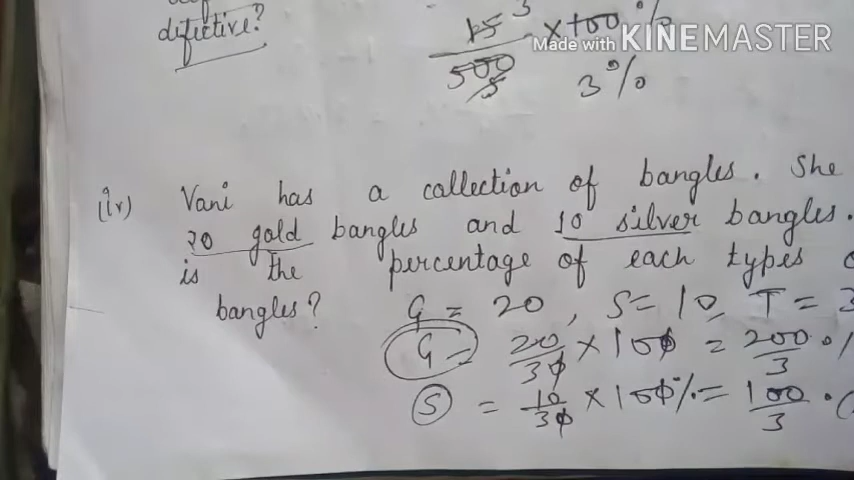 defective?
15 3 × 100 %
500 5
3%
Made with KINEMASTER
(iv) Vani has a collection of bangles. She
20 gold bangles and 10 silver bangles.
is the percentage of each types
bangles?
G = 20, S = 10, T = 3
G = 20/30 × 100 = 200/3 %
S = 10/30 × 100% = 100/3